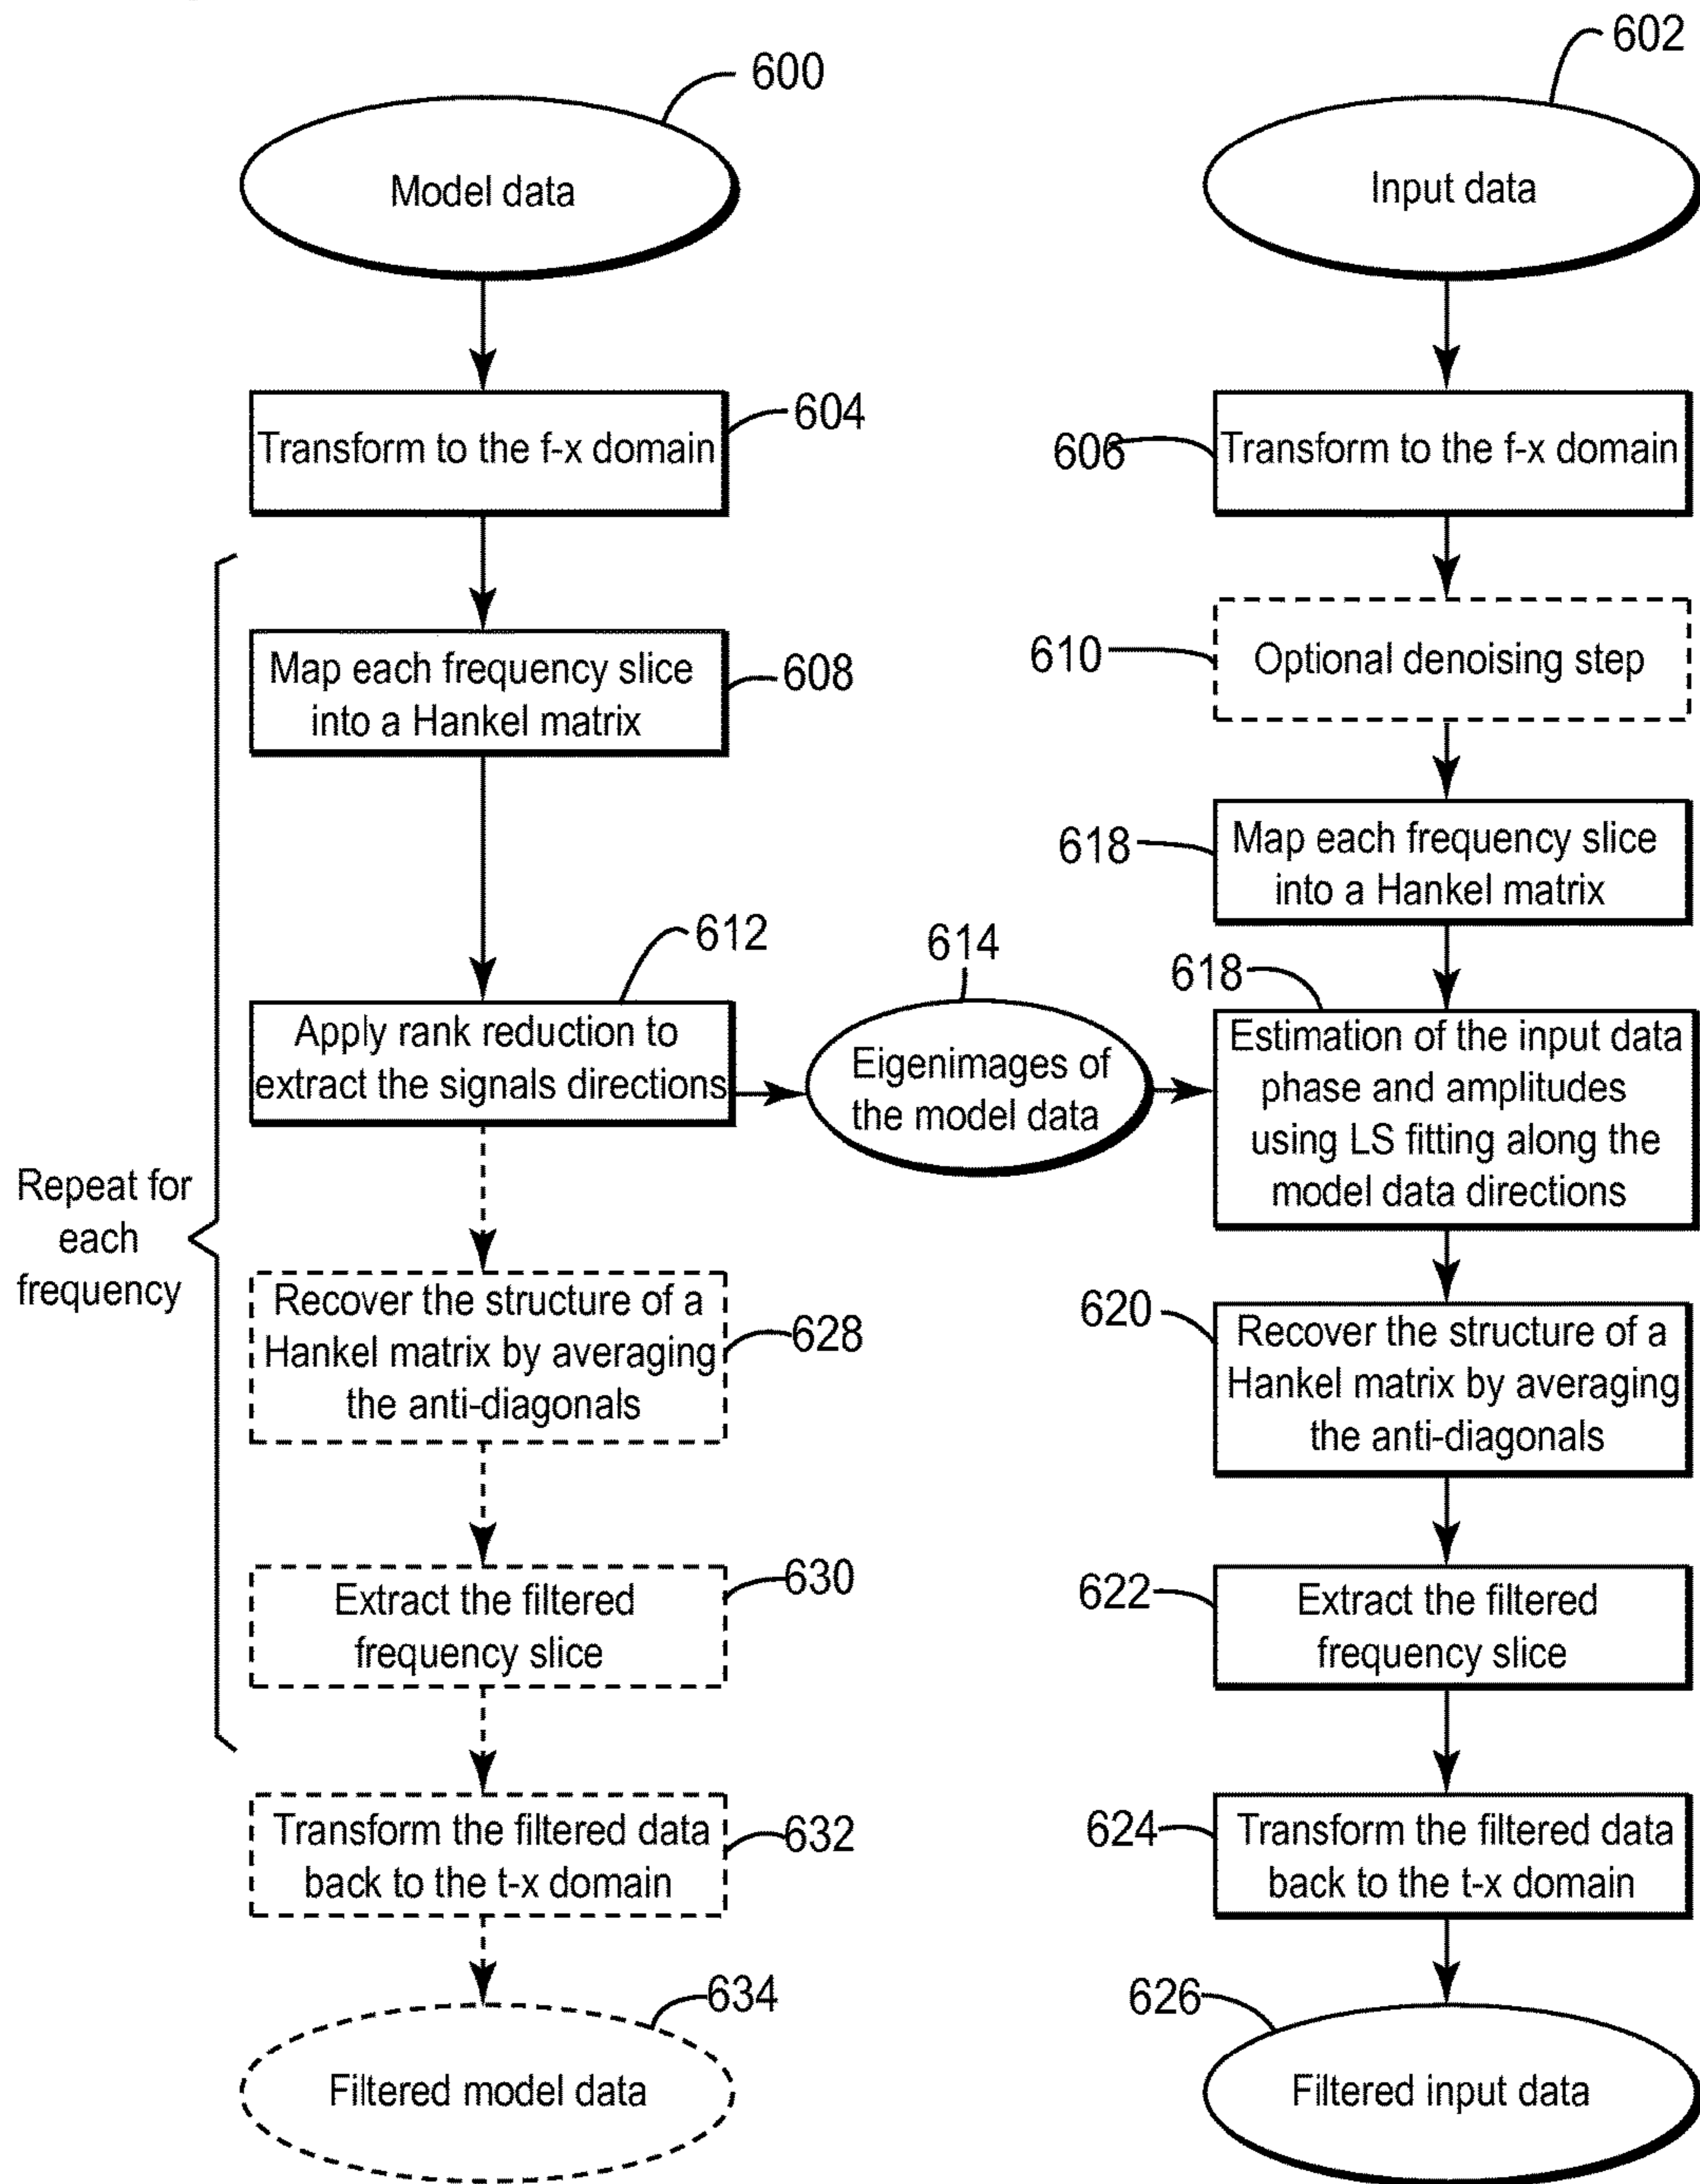 602
600
Model data
Input data
604
Transform to the f-x domain
606
Transform to the f-x domain
Map each frequency slice
into a Hankel matrix
608
610
Optional denoising step
618
Map each frequency slice
into a Hankel matrix
612
614
618
Apply rank reduction to
extract the signals directions
Eigenimages of
the model data
Estimation of the input data
phase and amplitudes
using LS fitting along the
model data directions
Repeat for
each
frequency
Recover the structure of a
Hankel matrix by averaging
the anti-diagonals
628
620
Recover the structure of a
Hankel matrix by averaging
the anti-diagonals
Extract the filtered
frequency slice
630
622
Extract the filtered
frequency slice
Transform the filtered data
back to the t-x domain
632
624
Transform the filtered data
back to the t-x domain
634
626
Filtered model data
Filtered input data